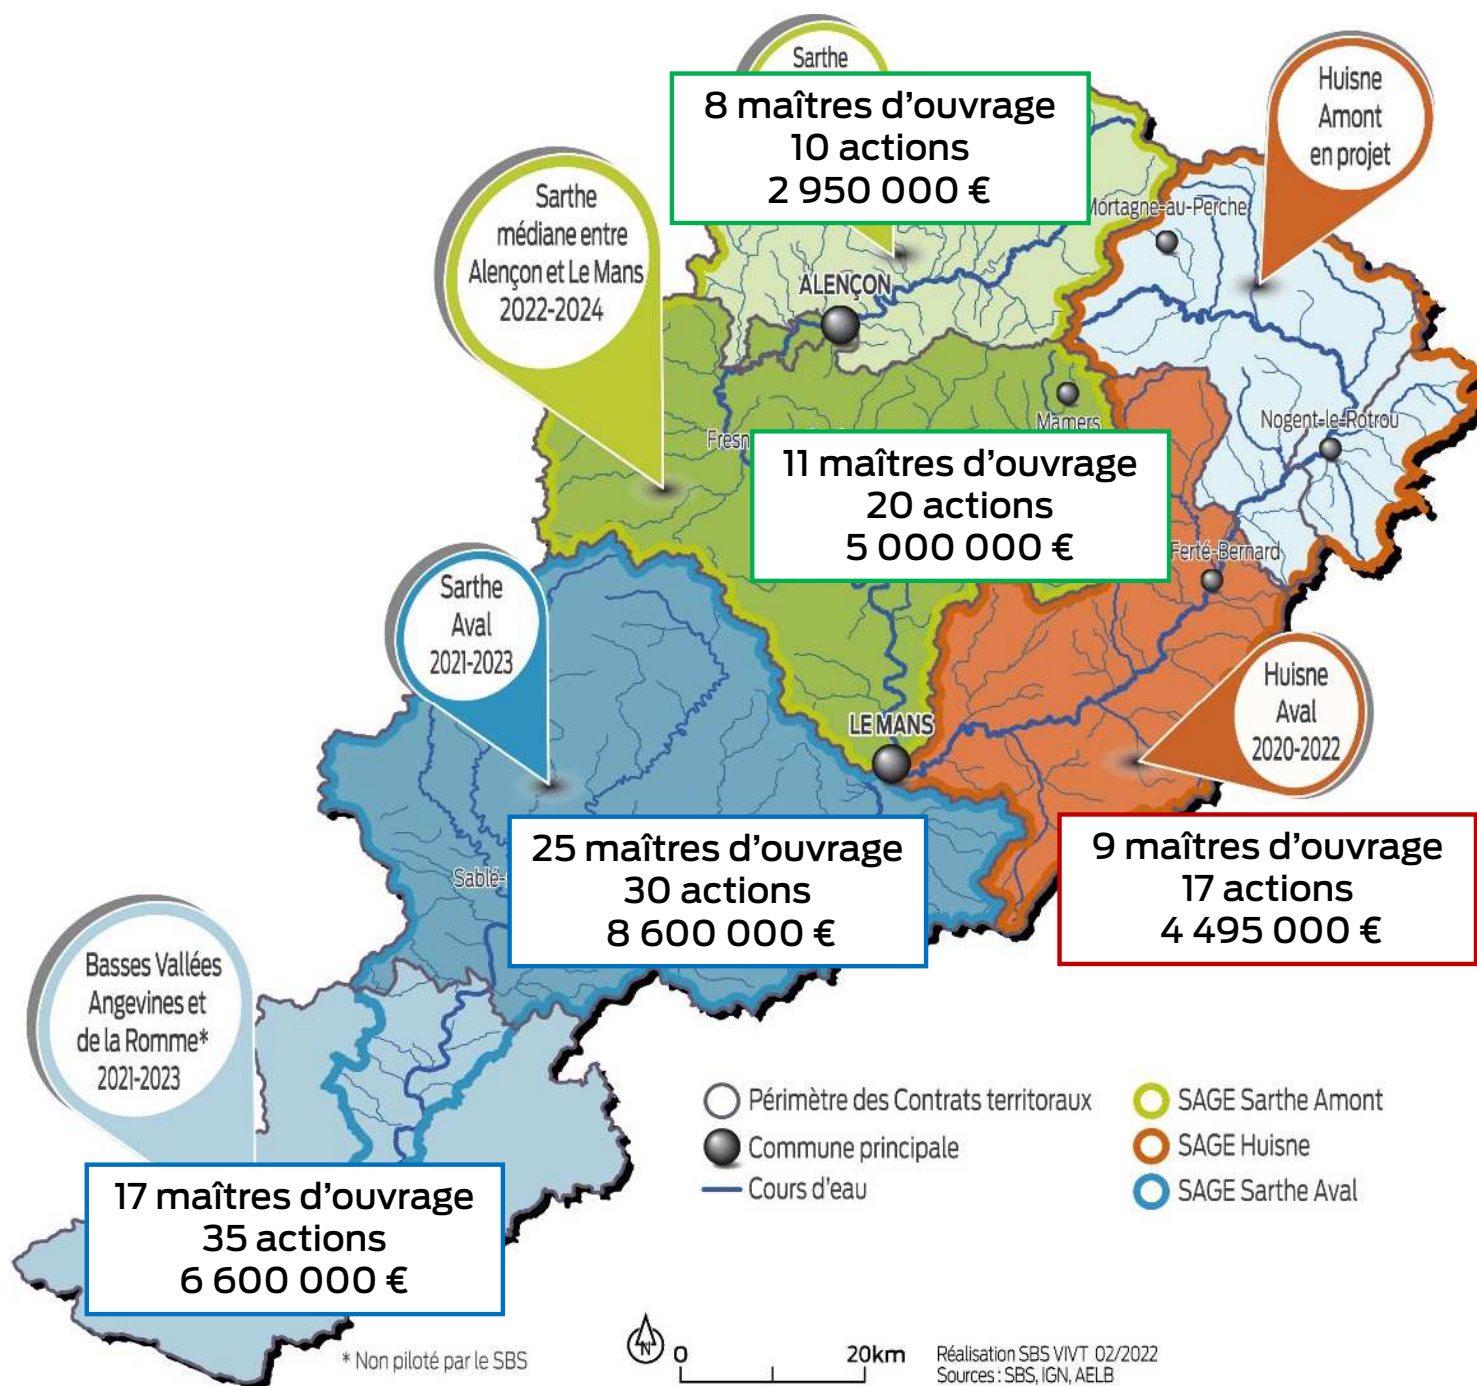 Sarthe
8 maîtres d'ouvrage
10 actions
2 950 000 €
Huisne
Amont
en projet
Sarthe
médiane entre
Alençon et Le Mans
2022-2024
Mortagne-au-Perche
ALENÇON
Mamers
Nogent-le-Rotrou
11 maîtres d'ouvrage
20 actions
5 000 000 €
Ferté-Bernard
Sarthe
Aval
2021-2023
Huisne
Aval
2020-2022
LE MANS
25 maîtres d'ouvrage
30 actions
8 600 000 €
9 maîtres d'ouvrage
17 actions
4 495 000 €
Basses Vallées
Angevines et
de la Romme*
2021-2023
17 maîtres d'ouvrage
35 actions
6 600 000 €
Périmètre des Contrats territoraux
Commune principale
Cours d'eau
SAGE Sarthe Amont
SAGE Huisne
SAGE Sarthe Aval
* Non piloté par le SBS
N
0 20km
Réalisation SBS VIVT 02/2022
Sources : SBS, IGN, AELB